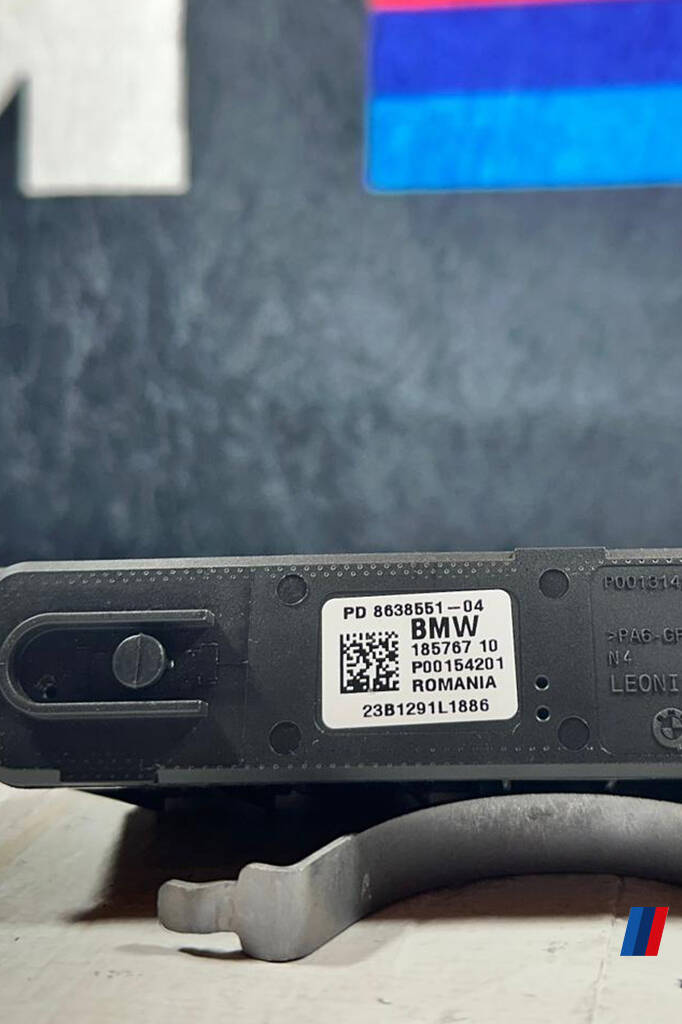 PD 8638551-04
BMW
185767 10
P00154201
ROMANIA
23B1291L1886
P001314
>PA6-GF
N4
LEONI